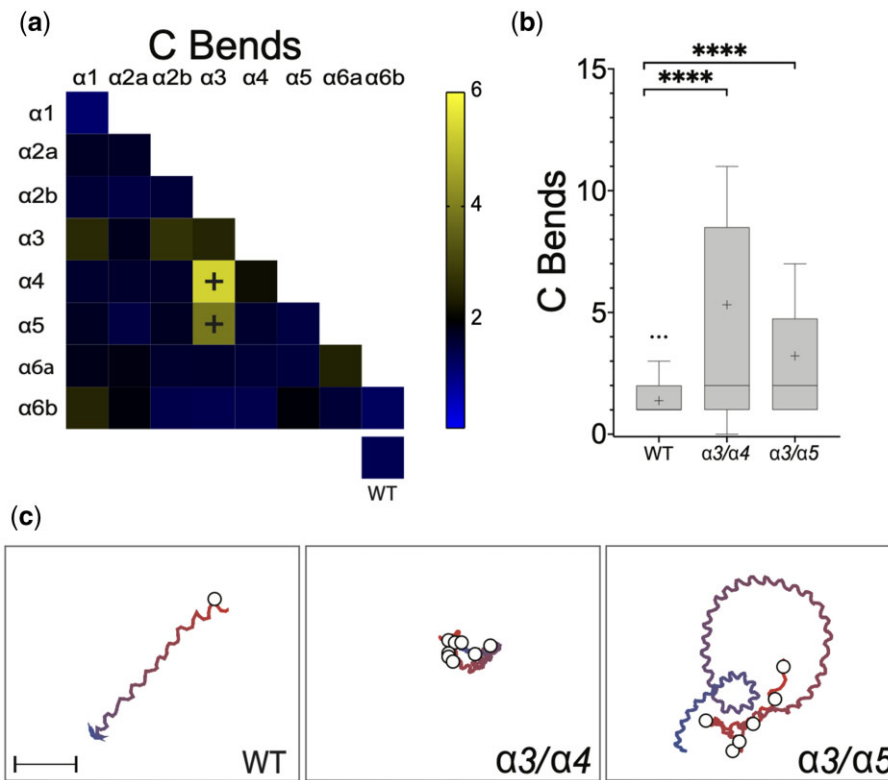 (a)
C Bends
α1 α2a α2b α3 α4 α5 α6a α6b
α1
α2a
α2b
α3
α4
α5
α6a
α6b
WT
6
4
2
+
+
(b)
C Bends
15
10
5
0
****
****
WT α3/α4 α3/α5
(c)
WT
α3/α4
α3/α5